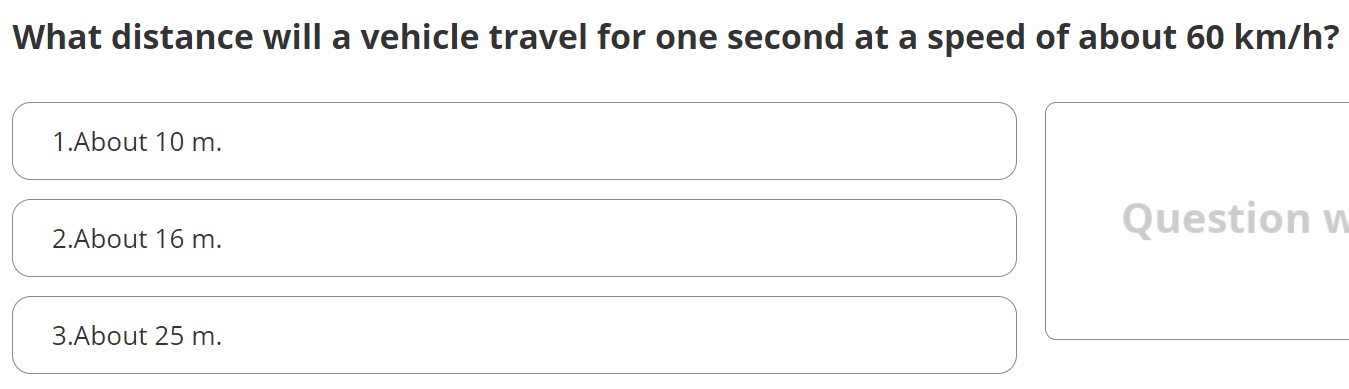 What distance will a vehicle travel for one second at a speed of about 60 km/h?
1.About 10 m.
2.About 16 m.
Question
3.About 25 m.